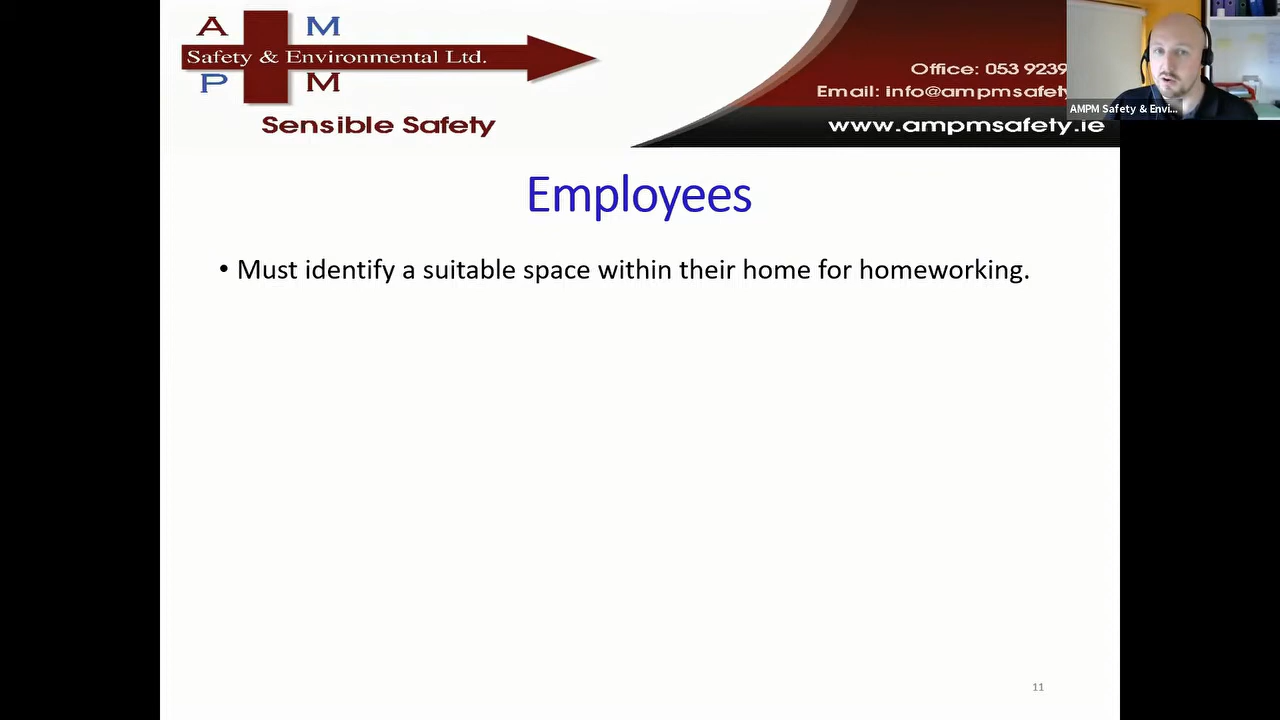 A M
Safety & Environmental Ltd.
P M
Sensible Safety
Office: 053 9239
Email: info@ampmsafety
www.ampmsafety.ie
AMPM Safety & Envi...
Employees
• Must identify a suitable space within their home for homeworking.
11